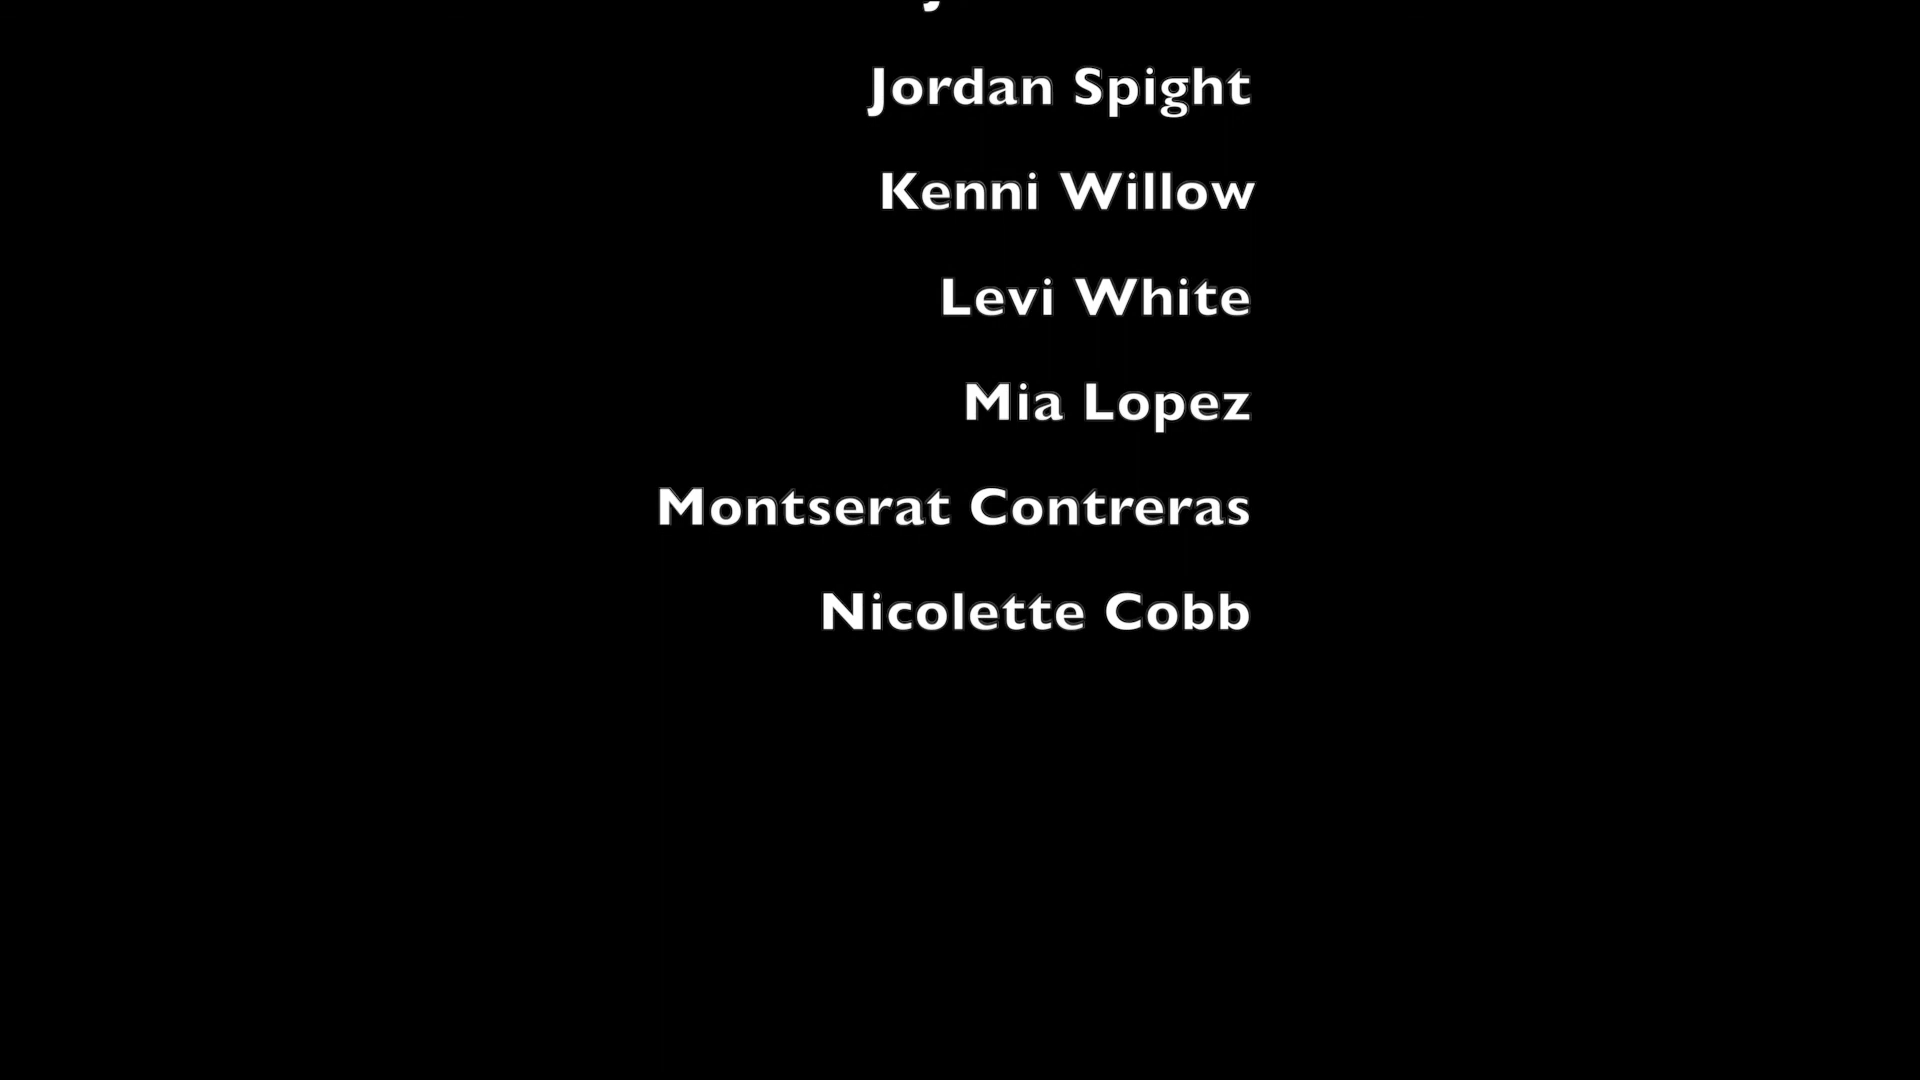 Jordan Spight
Kenni Willow
Levi White
Mia Lopez
Montserat Contreras
Nicolette Cobb